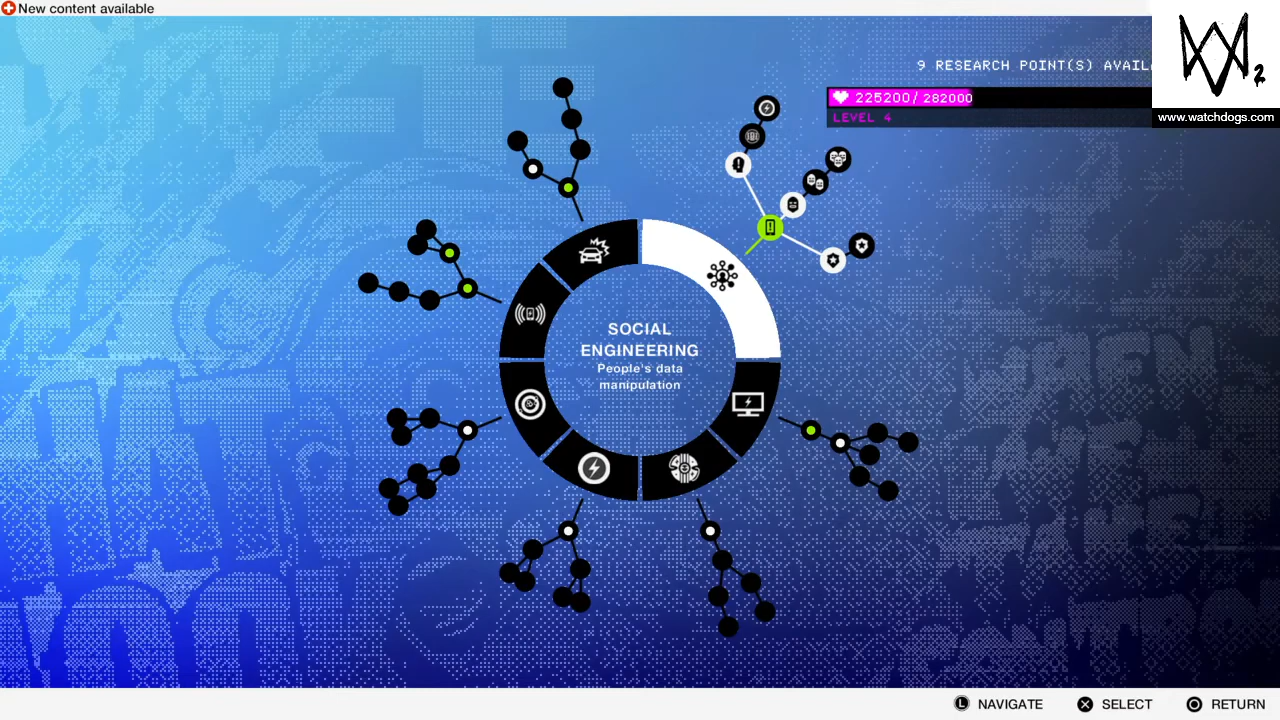 New content available
9 RESEARCH POINT(S) AVAIL
225200/282000
LEVEL 4
2
www.watchdogs.com
SOCIAL
ENGINEERING
People's data
manipulation
L NAVIGATE
SELECT
RETURN